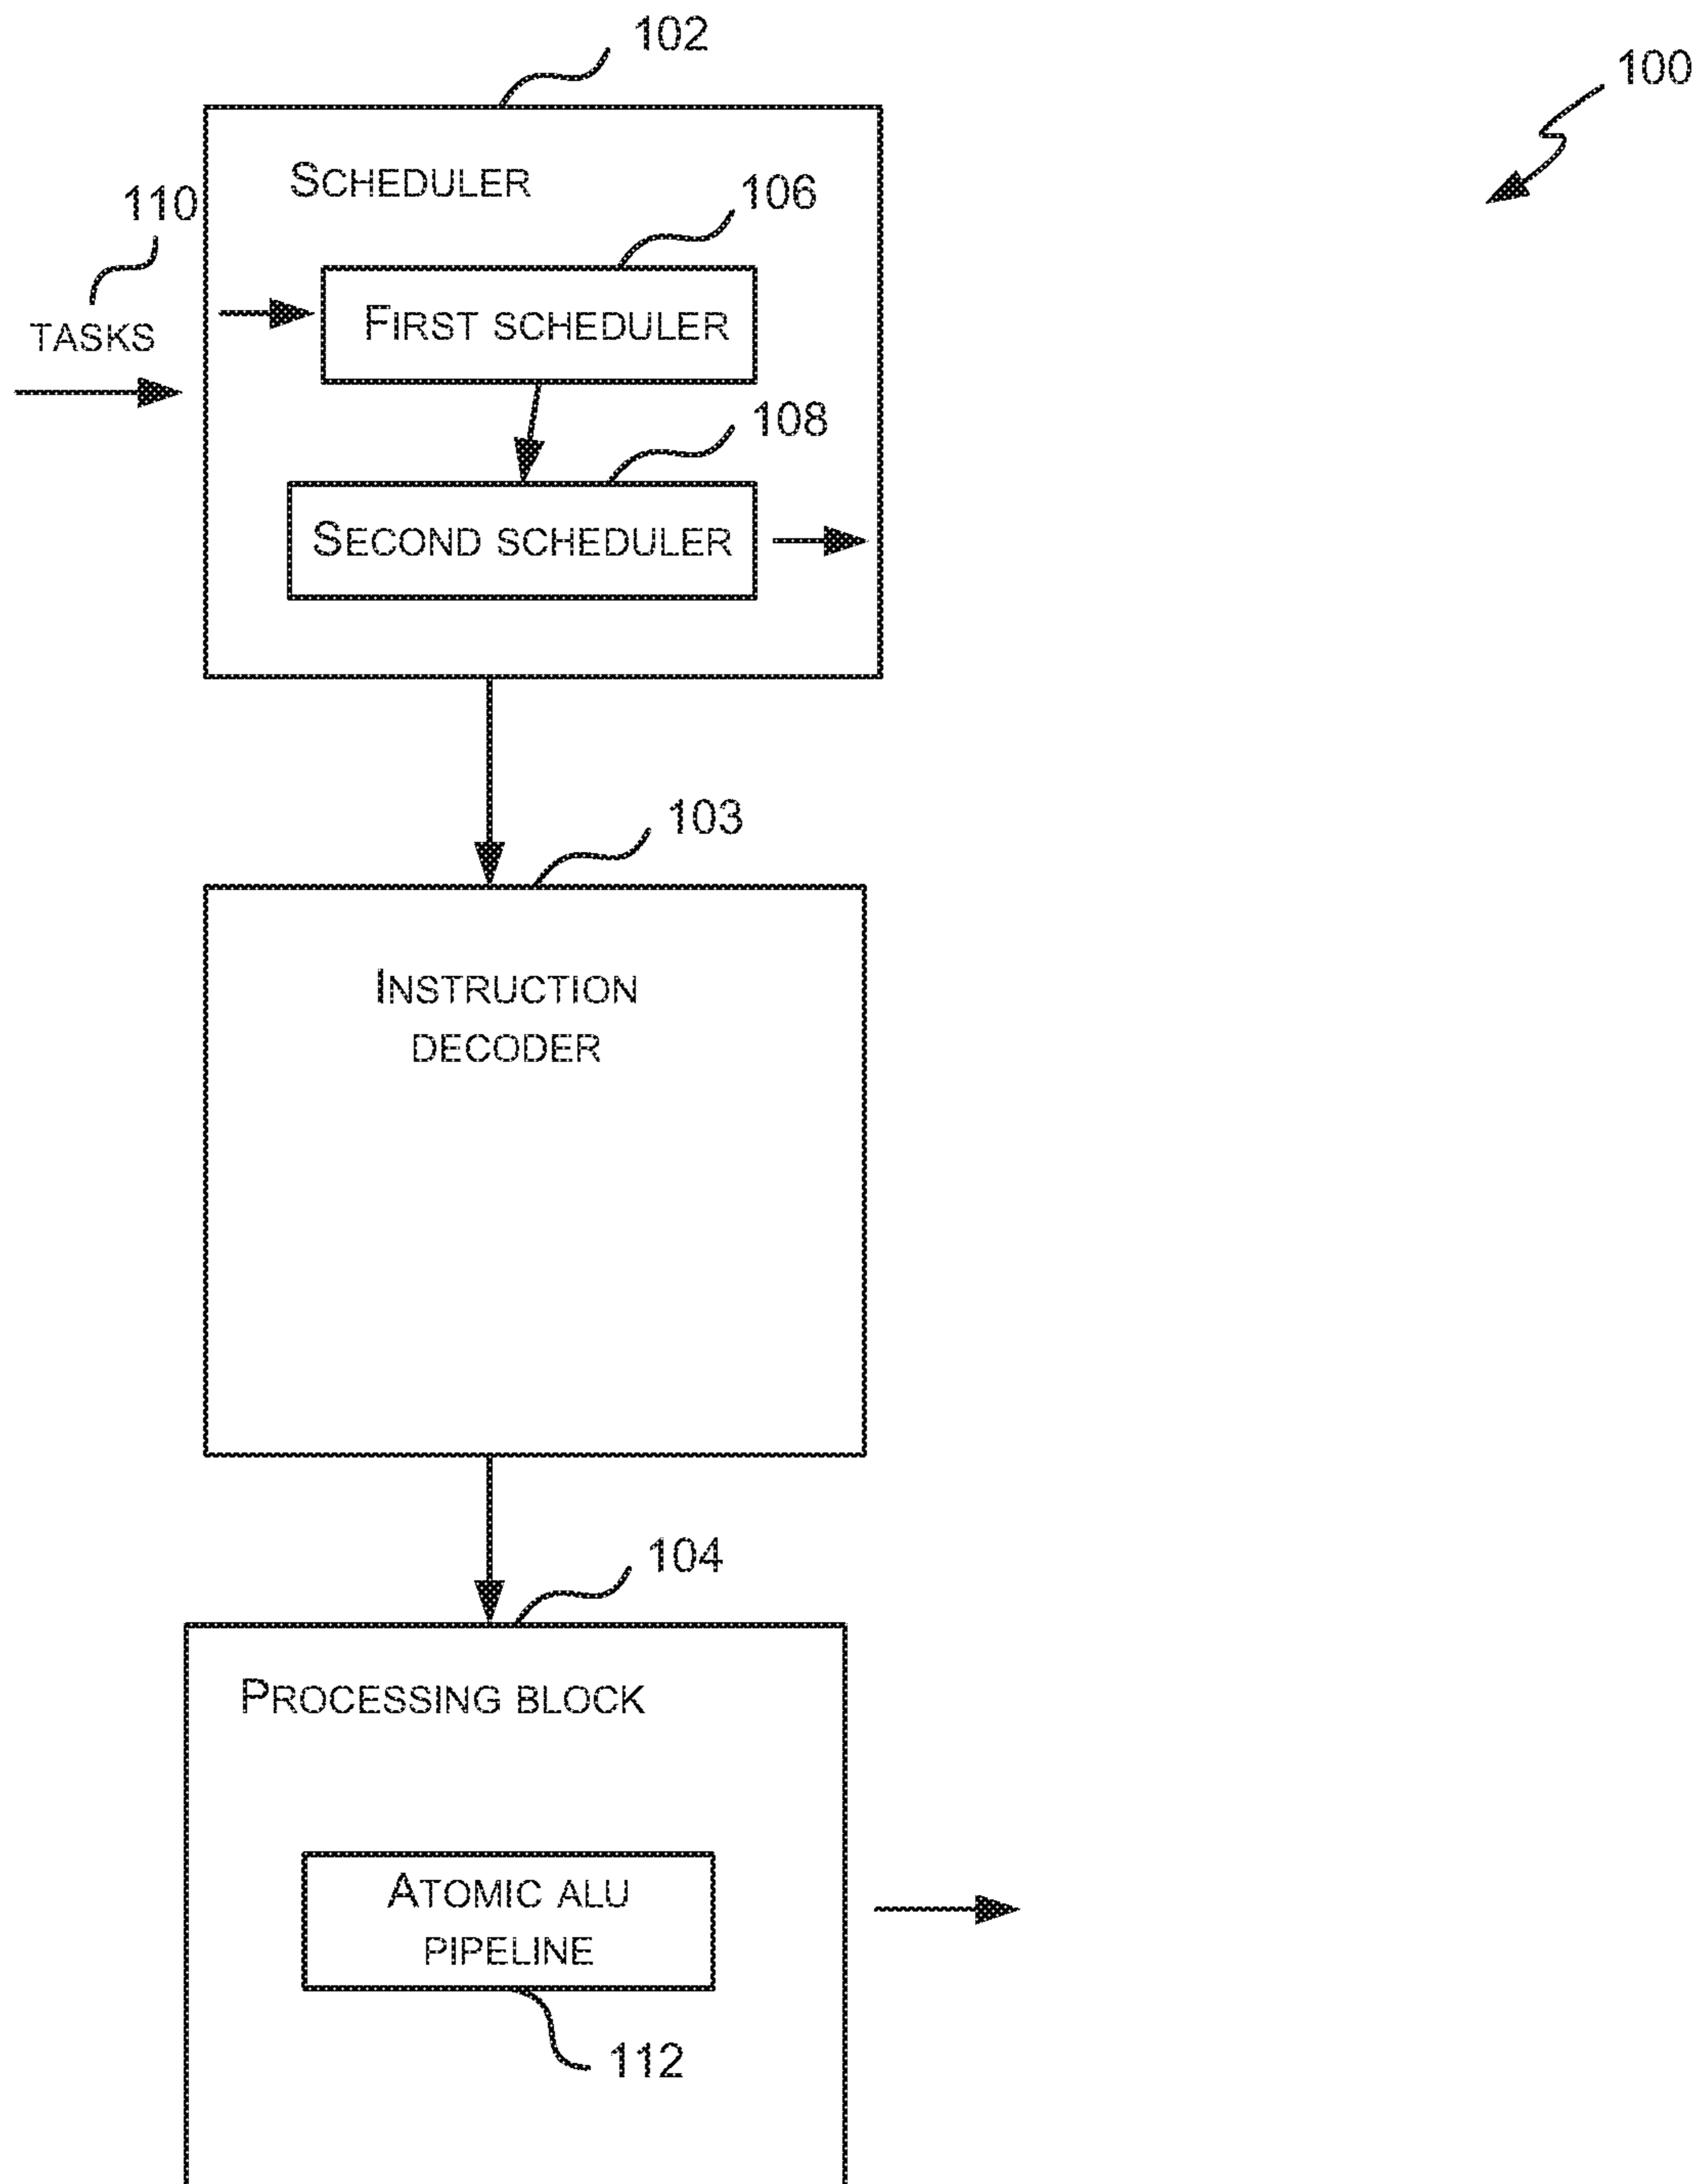 102
100
SCHEDULER
110
106
TASKS
FIRST SCHEDULER
108
SECOND SCHEDULER
103
INSTRUCTION
DECODER
104
PROCESSING BLOCK
ATOMIC ALU
PIPELINE
112